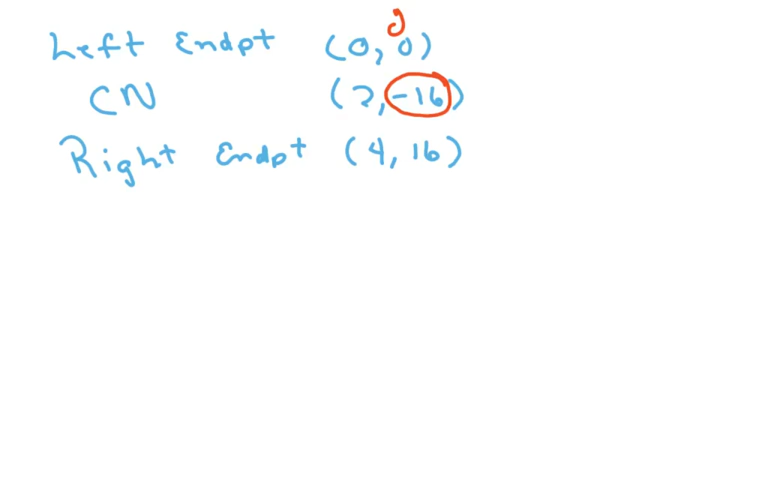 Left Endpt (0, 0)
CN (2, -16)
Right Endpt (4, 16)